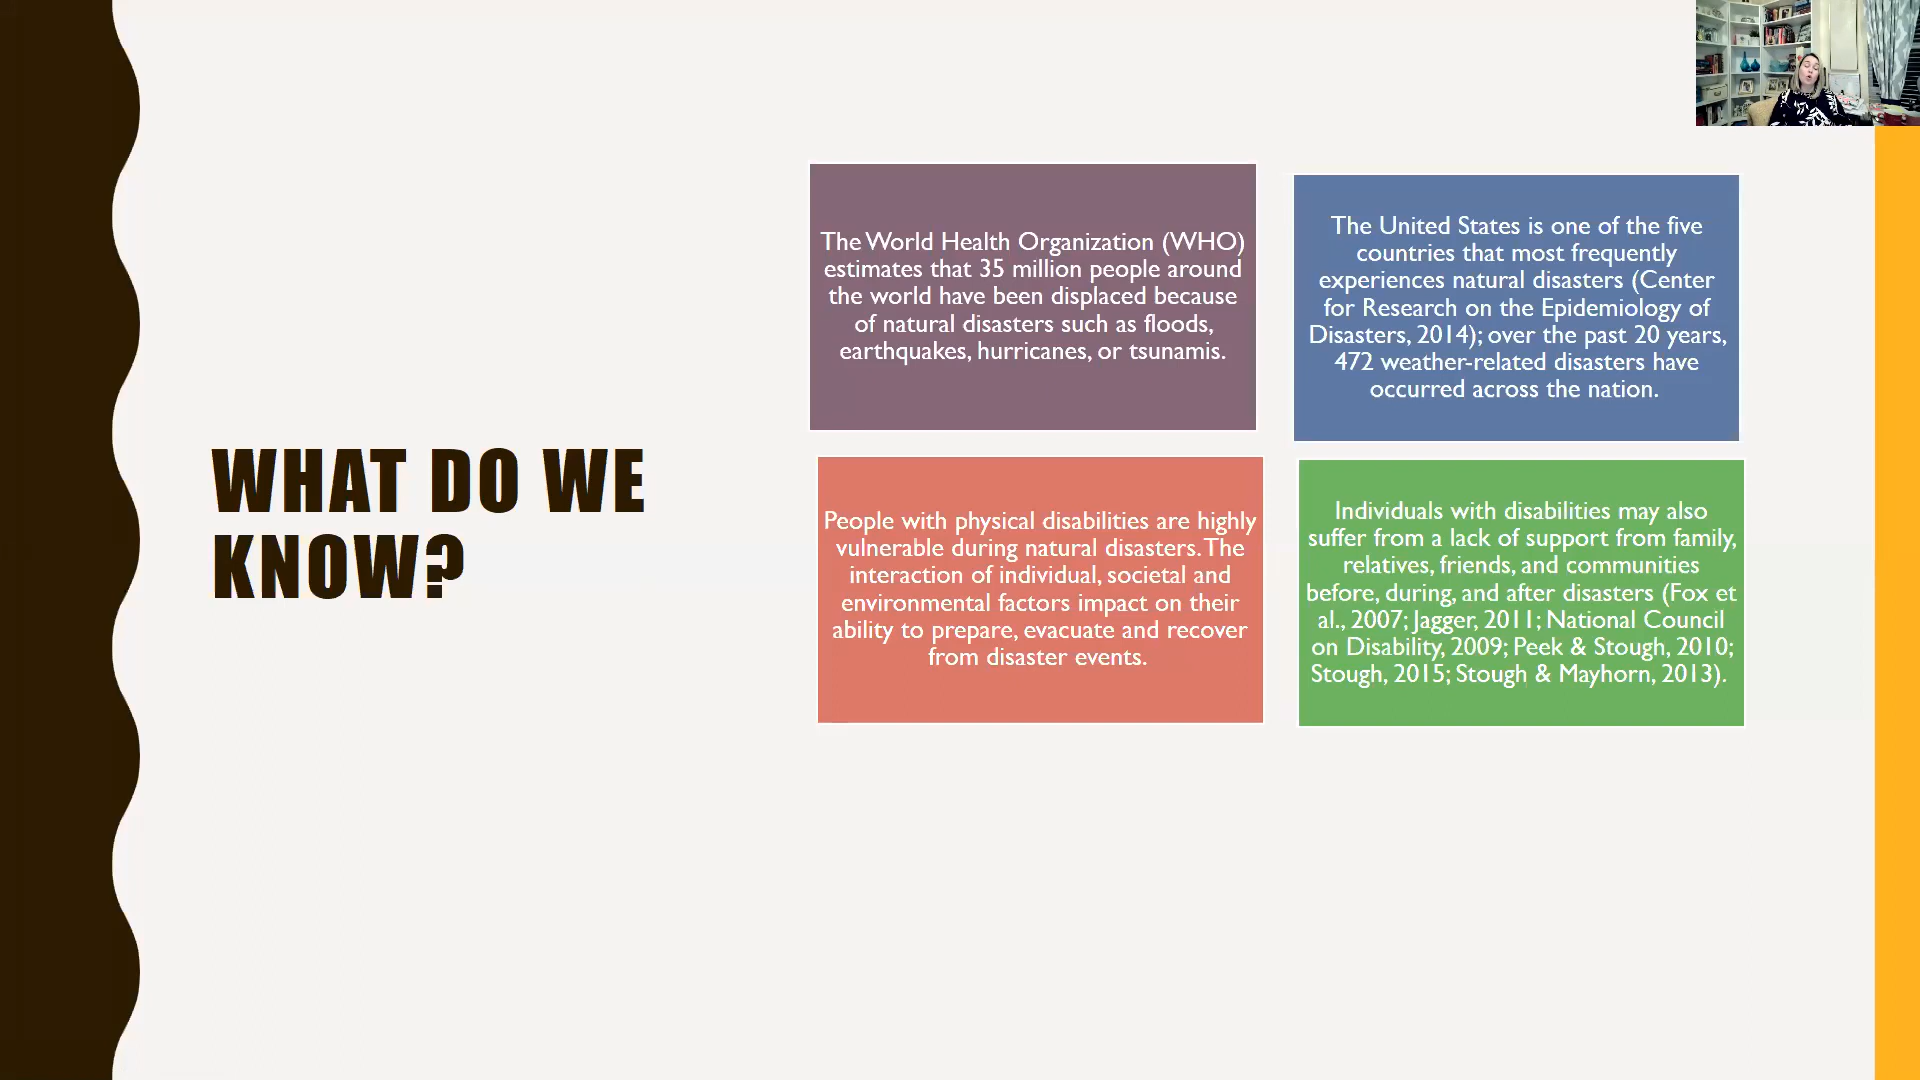 WHAT DO WE
KNOW?
The World Health Organization (WHO)
estimates that 35 million people around
the world have been displaced because
of natural disasters such as floods,
earthquakes, hurricanes, or tsunamis.
The United States is one of the five
countries that most frequently
experiences natural disasters (Center
for Research on the Epidemiology of
Disasters, 2014); over the past 20 years,
472 weather-related disasters have
occurred across the nation.
People with physical disabilities are highly
vulnerable during natural disasters. The
interaction of individual, societal and
environmental factors impact on their
ability to prepare, evacuate and recover
from disaster events.
Individuals with disabilities may also
suffer from a lack of support from family,
relatives, friends, and communities
before, during, and after disasters (Fox et
al., 2007; Jagger, 2011; National Council
on Disability, 2009; Peek & Stough, 2010;
Stough, 2015; Stough & Mayhorn, 2013).